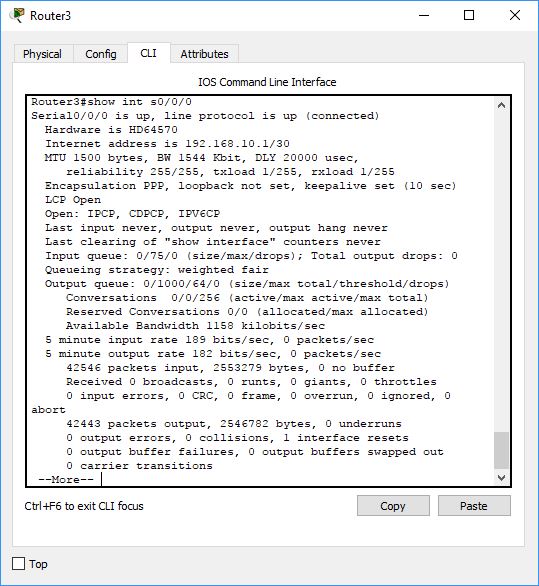 Router3
Physical Config CLI Attributes
IOS Command Line Interface
Router3#show int s0/0/0
Serial0/0/0 is up, line protocol is up (connected)
  Hardware is HD64570
  Internet address is 192.168.10.1/30
  MTU 1500 bytes, BW 1544 Kbit, DLY 20000 usec,
     reliability 255/255, txload 1/255, rxload 1/255
  Encapsulation PPP, loopback not set, keepalive set (10 sec)
  LCP Open
  Open: IPCP, CDPCP, IPV6CP
  Last input never, output never, output hang never
  Last clearing of "show interface" counters never
  Input queue: 0/75/0 (size/max/drops); Total output drops: 0
  Queueing strategy: weighted fair
  Output queue: 0/1000/64/0 (size/max total/threshold/drops)
     Conversations  0/0/256 (active/max active/max total)
     Reserved Conversations 0/0 (allocated/max allocated)
     Available Bandwidth 1158 kilobits/sec
  5 minute input rate 189 bits/sec, 0 packets/sec
  5 minute output rate 182 bits/sec, 0 packets/sec
     42546 packets input, 2553279 bytes, 0 no buffer
     Received 0 broadcasts, 0 runts, 0 giants, 0 throttles
     0 input errors, 0 CRC, 0 frame, 0 overrun, 0 ignored, 0
abort
     42443 packets output, 2546782 bytes, 0 underruns
     0 output errors, 0 collisions, 1 interface resets
     0 output buffer failures, 0 output buffers swapped out
     0 carrier transitions
 --More--
Ctrl+F6 to exit CLI focus Copy Paste
Top